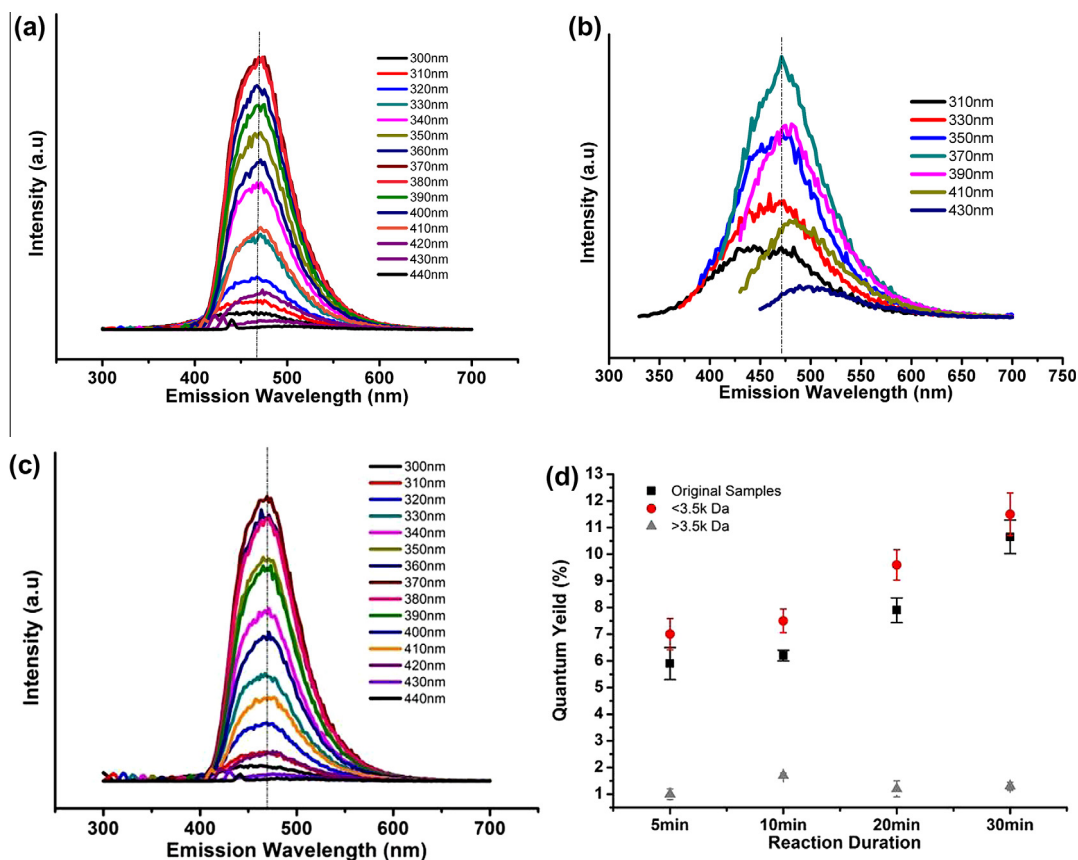 (a)
Intensity (a.u)
300nm
310nm
320nm
330nm
340nm
350nm
360nm
370nm
380nm
390nm
400nm
410nm
420nm
430nm
440nm
300 400 500 600 700
Emission Wavelength (nm)
(b)
Intensity (a.u)
310nm
330nm
350nm
370nm
390nm
410nm
430nm
300 350 400 450 500 550 600 650 700 750
Emission Wavelength (nm)
(c)
Intensity (a.u)
300nm
310nm
320nm
330nm
340nm
350nm
360nm
370nm
380nm
390nm
400nm
410nm
420nm
430nm
440nm
300 400 500 600 700
Emission Wavelength (nm)
(d)
Quantum Yeild (%)
13
12
11
10
9
8
7
6
5
4
3
2
1
Original Samples
<3.5k Da
>3.5k Da
5min 10min 20min 30min
Reaction Duration